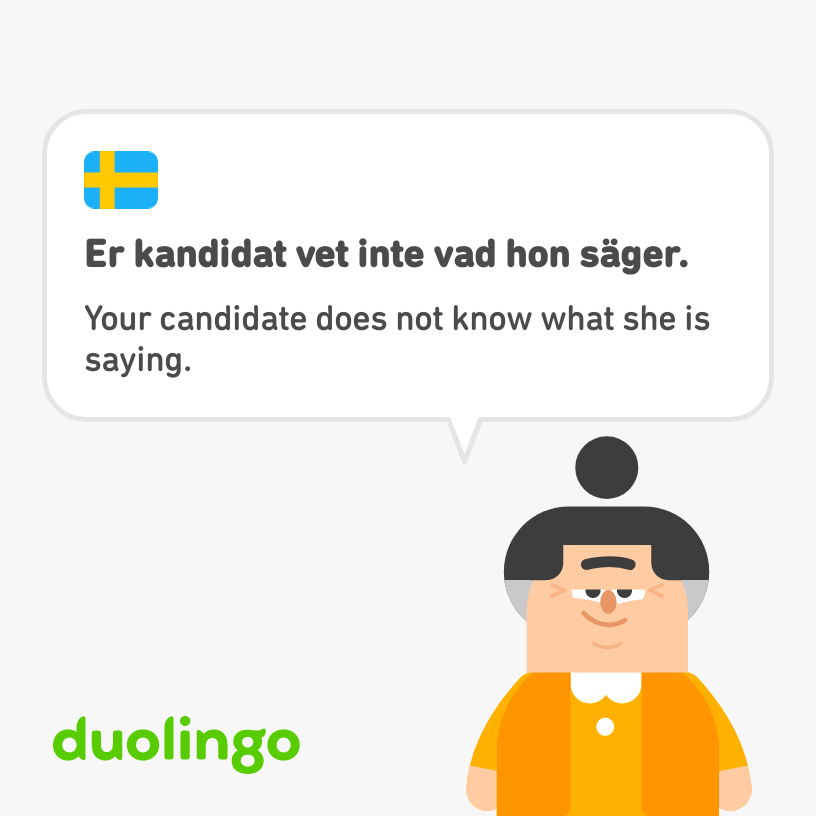 Er kandidat vet inte vad hon säger.
Your candidate does not know what she is
saying.
duolingo